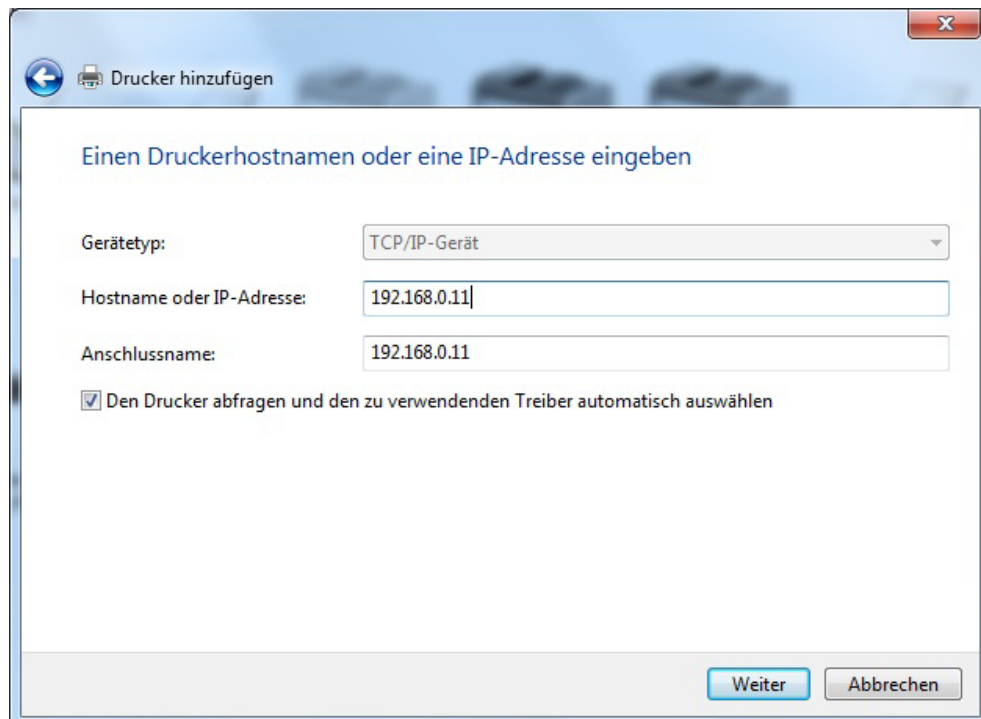 Drucker hinzufügen
Einen Druckerhostnamen oder eine IP-Adresse eingeben
Gerätetyp: TCP/IP-Gerät
Hostname oder IP-Adresse: 192.168.0.11
Anschlussname: 192.168.0.11
Den Drucker abfragen und den zu verwendenden Treiber automatisch auswählen
Weiter Abbrechen